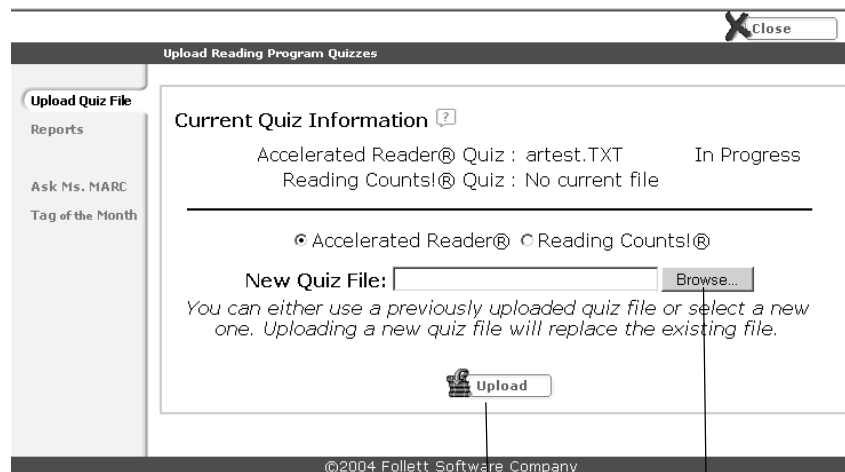 Close
Upload Reading Program Quizzes
Upload Quiz File
Reports
Ask Ms. MARC
Tag of the Month
Current Quiz Information ?
Accelerated Reader® Quiz : artest.TXT In Progress
Reading Counts!® Quiz : No current file
Accelerated Reader® Reading Counts!®
New Quiz File: Browse...
You can either use a previously uploaded quiz file or select a new
one. Uploading a new quiz file will replace the existing file.
Upload
©2004 Follett Software Company